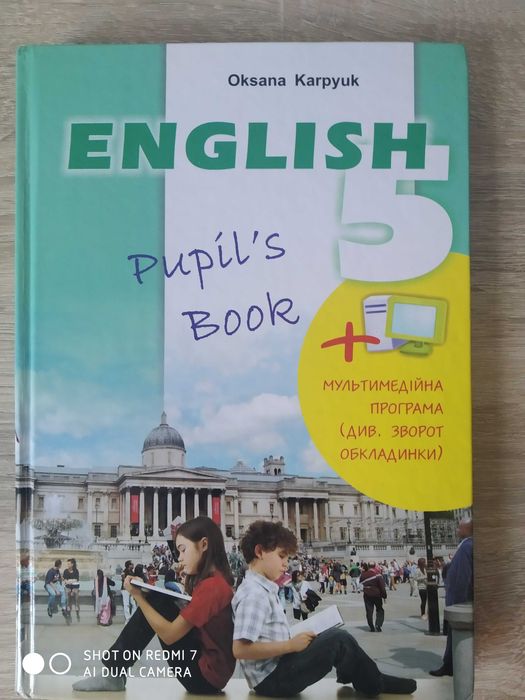 Oksana Karpyuk
ENGLISH 5
Pupil's
Book
+
МУЛЬТИМЕДІЙНА
ПРОГРАМА
(ДИВ. ЗВОРОТ
ОБКЛАДИНКИ)
SHOT ON REDMI 7
AI DUAL CAMERA